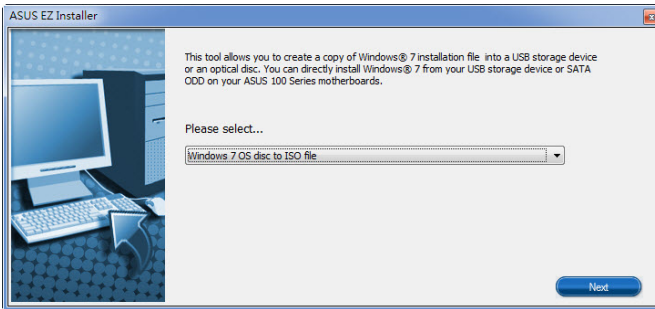 ASUS EZ Installer
This tool allows you to create a copy of Windows® 7 installation file into a USB storage device
or an optical disc. You can directly install Windows® 7 from your USB storage device or SATA
ODD on your ASUS 100 Series motherboards.
Please select...
Windows 7 OS disc to ISO file
Next